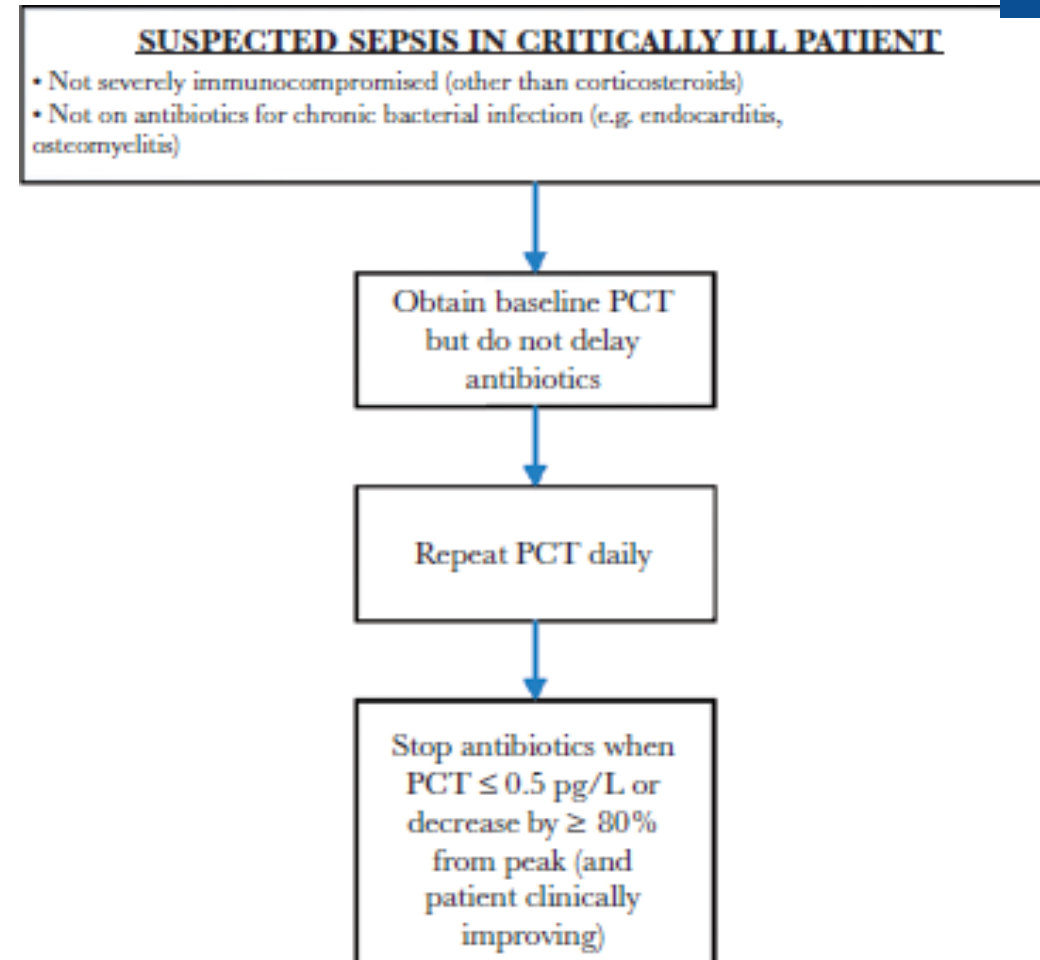 SUSPECTED SEPSIS IN CRITICALLY ILL PATIENT
• Not severely immunocompromised (other than corticosteroids)
• Not on antibiotics for chronic bacterial infection (e.g. endocarditis,
osteomyelitis)
Obtain baseline PCT
but do not delay
antibiotics
Repeat PCT daily
Stop antibiotics when
PCT ≤ 0.5 pg/L or
decrease by ≥ 80%
from peak (and
patient clinically
improving)